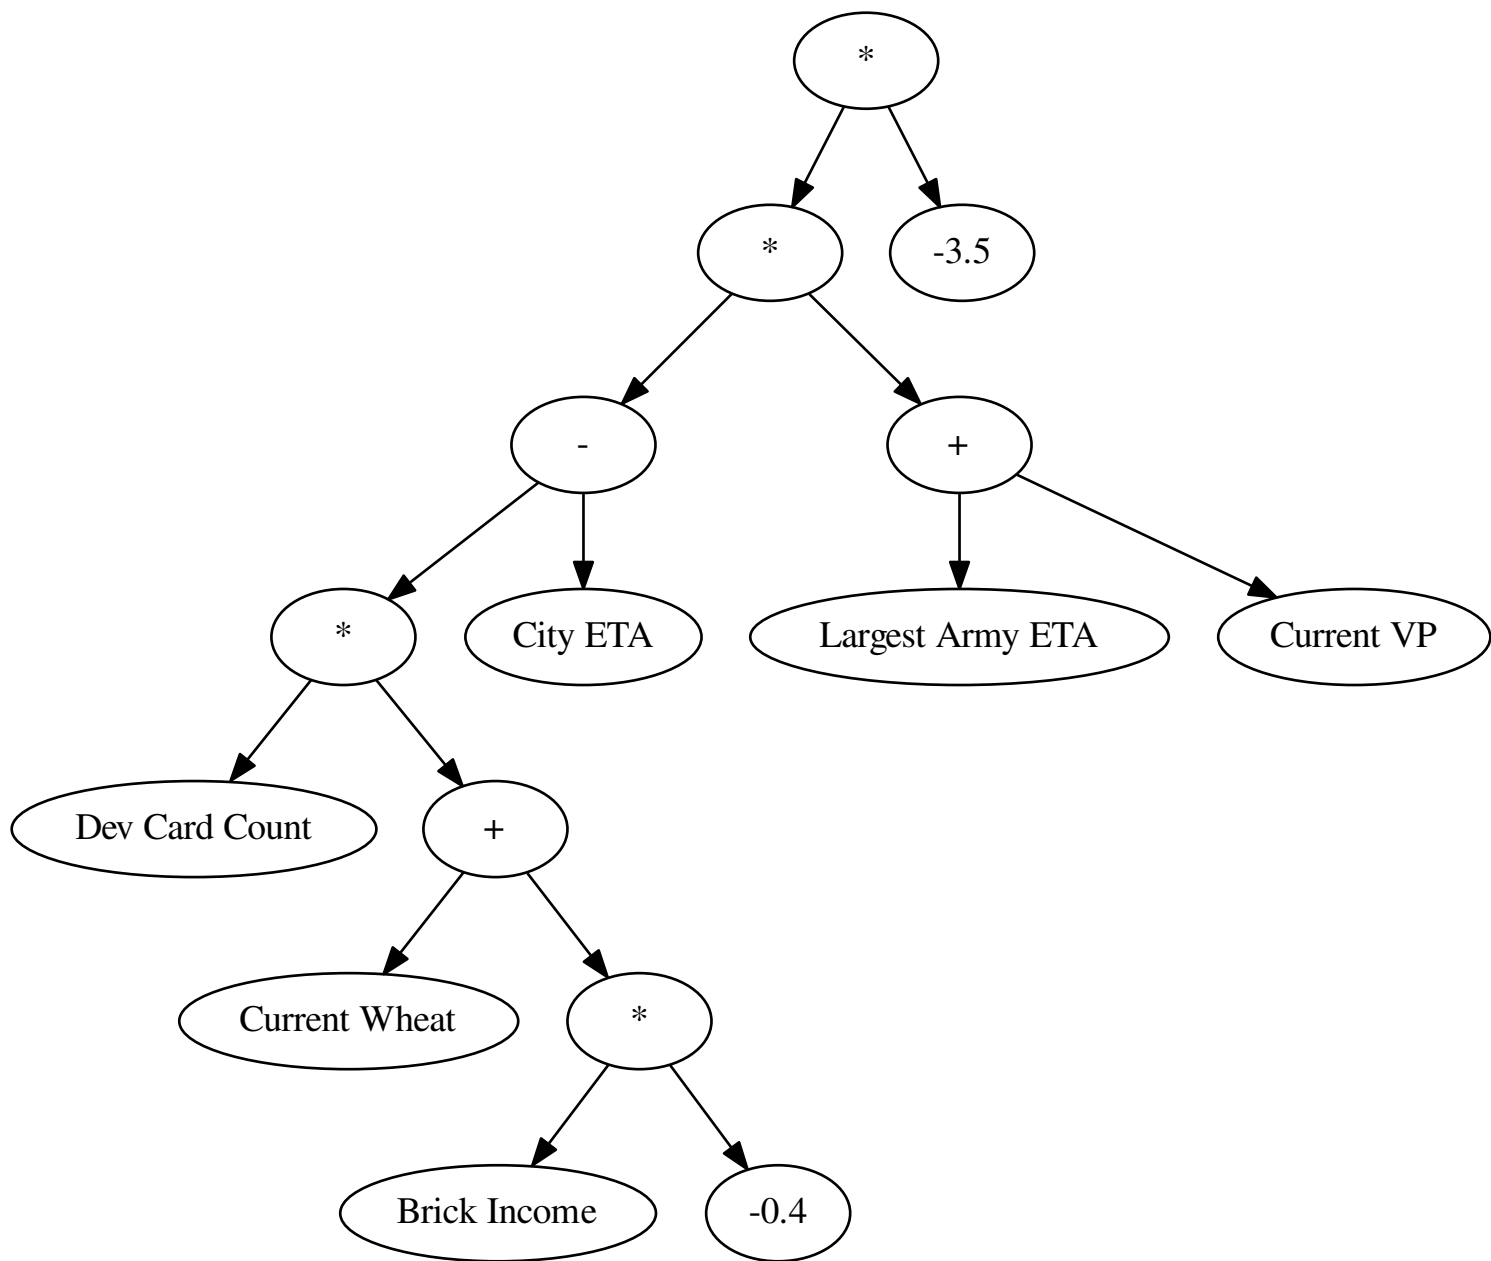 *
*
-3.5
-
+
*
City ETA
Largest Army ETA
Current VP
Dev Card Count
+
Current Wheat
*
Brick Income
-0.4